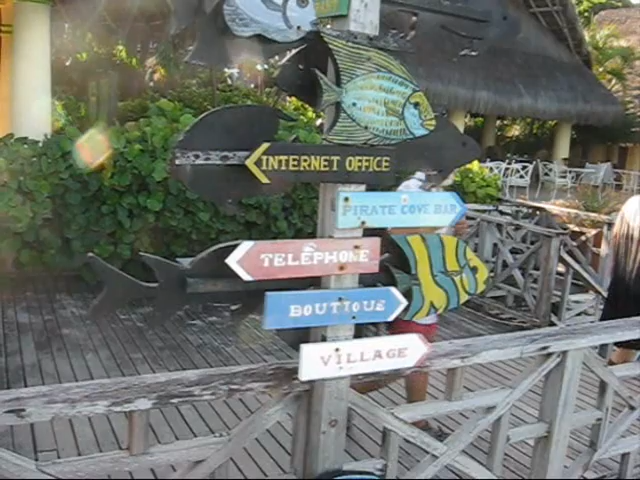 INTERNET OFFICE
PIRATE COVE BAR
TELEPHONE
BOUTIQUE
VILLAGE